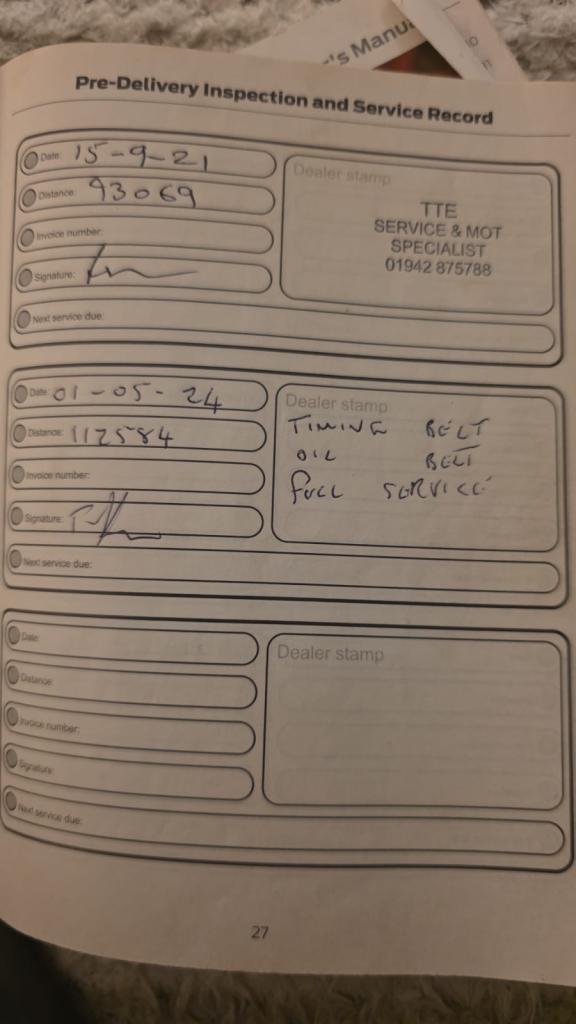 's Manua
Pre-Delivery Inspection and Service Record
Date: 15-9-21
Distance: 93069
Invoice number:
Signature:
Next service due:
Dealer stamp
TTE
SERVICE & MOT
SPECIALIST
01942 875788
Date: 01-05-24
Distance: 112584
Invoice number:
Signature:
Next service due:
Dealer stamp
TIMING BELT
OIL BELT
FULL SERVICE
Date:
Distance:
Invoice number:
Signature:
Next service due:
Dealer stamp
27